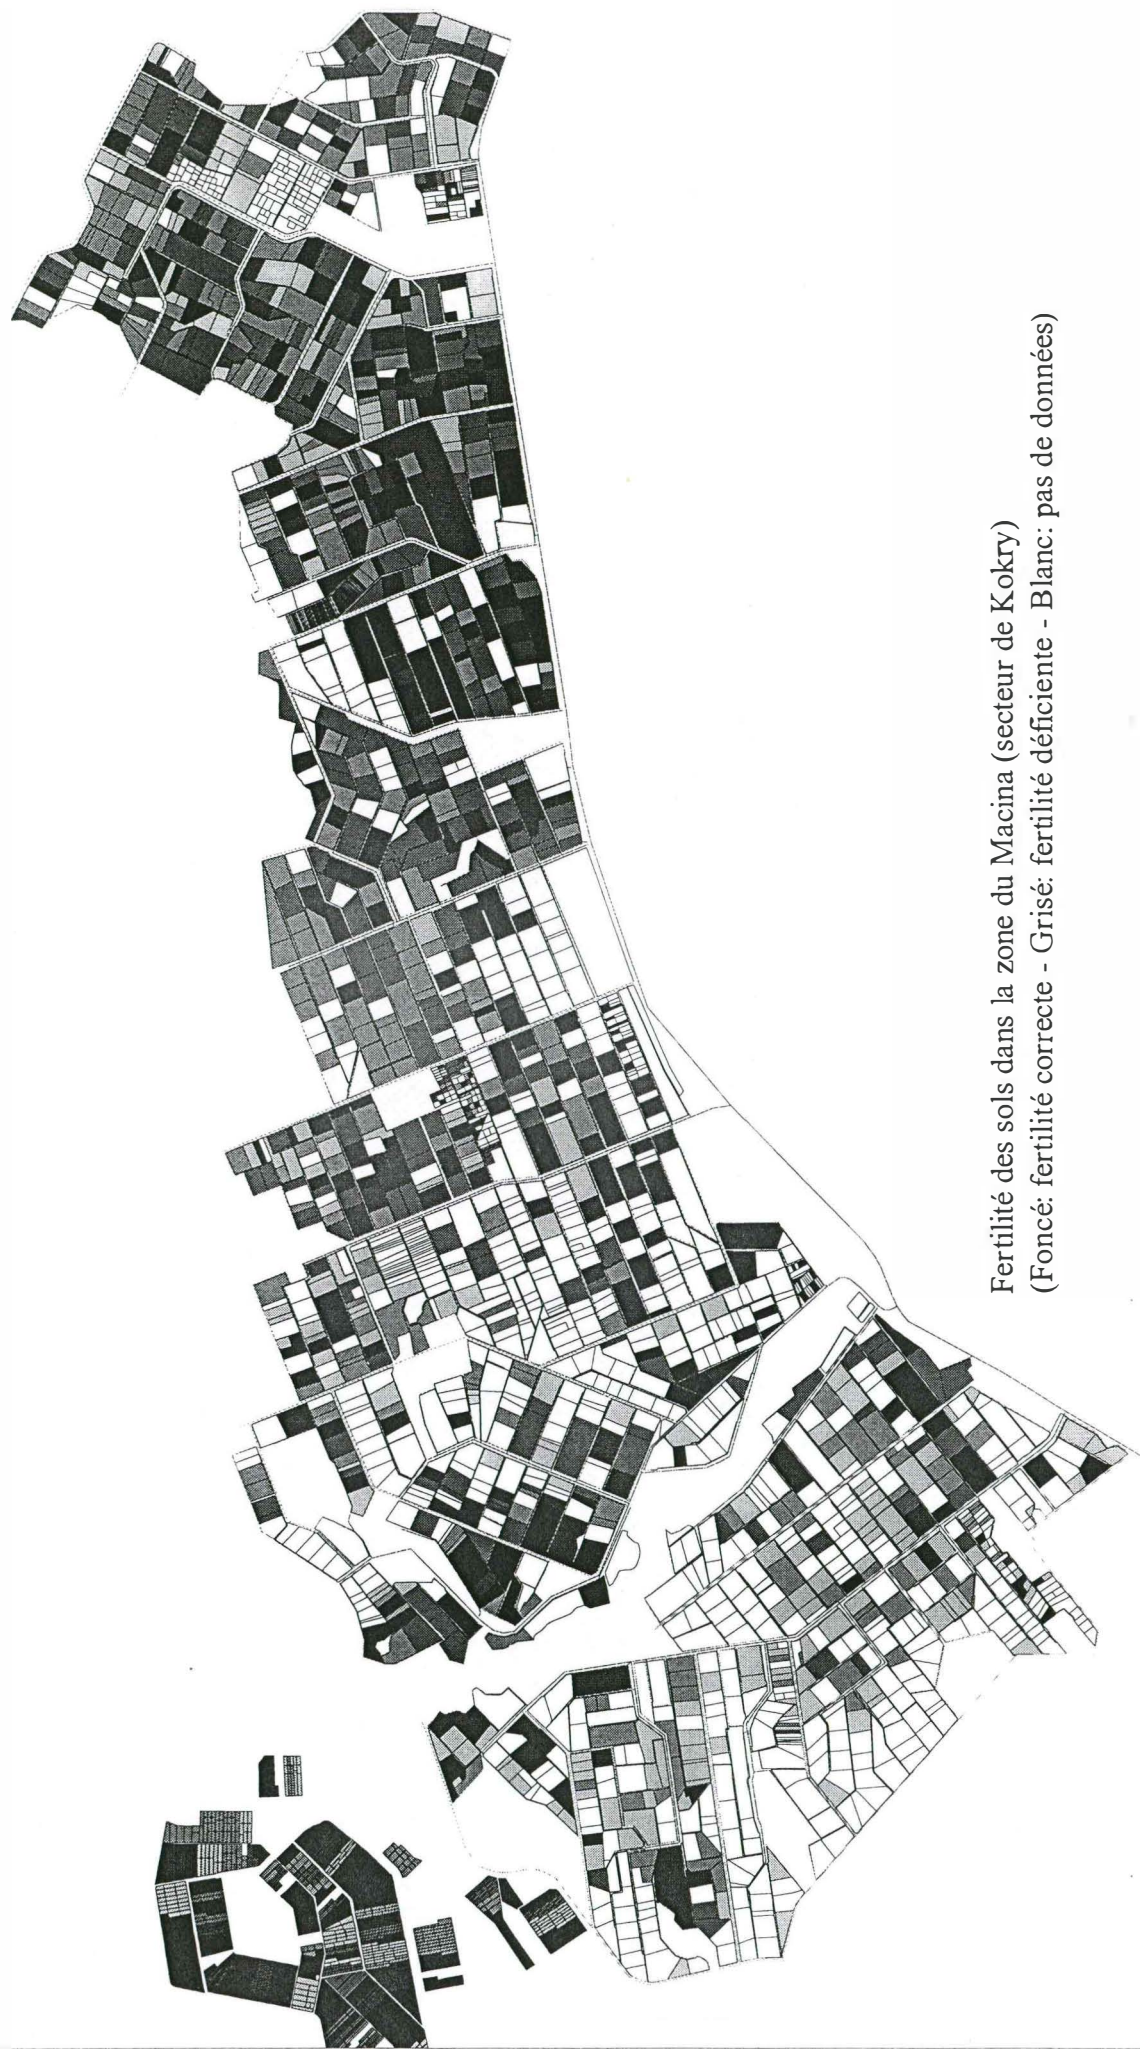 Fertilité des sols dans la zone du Macina (secteur de Kokry)
(Foncé: fertilité correcte - Grisé: fertilité déficiente - Blanc: pas de données)